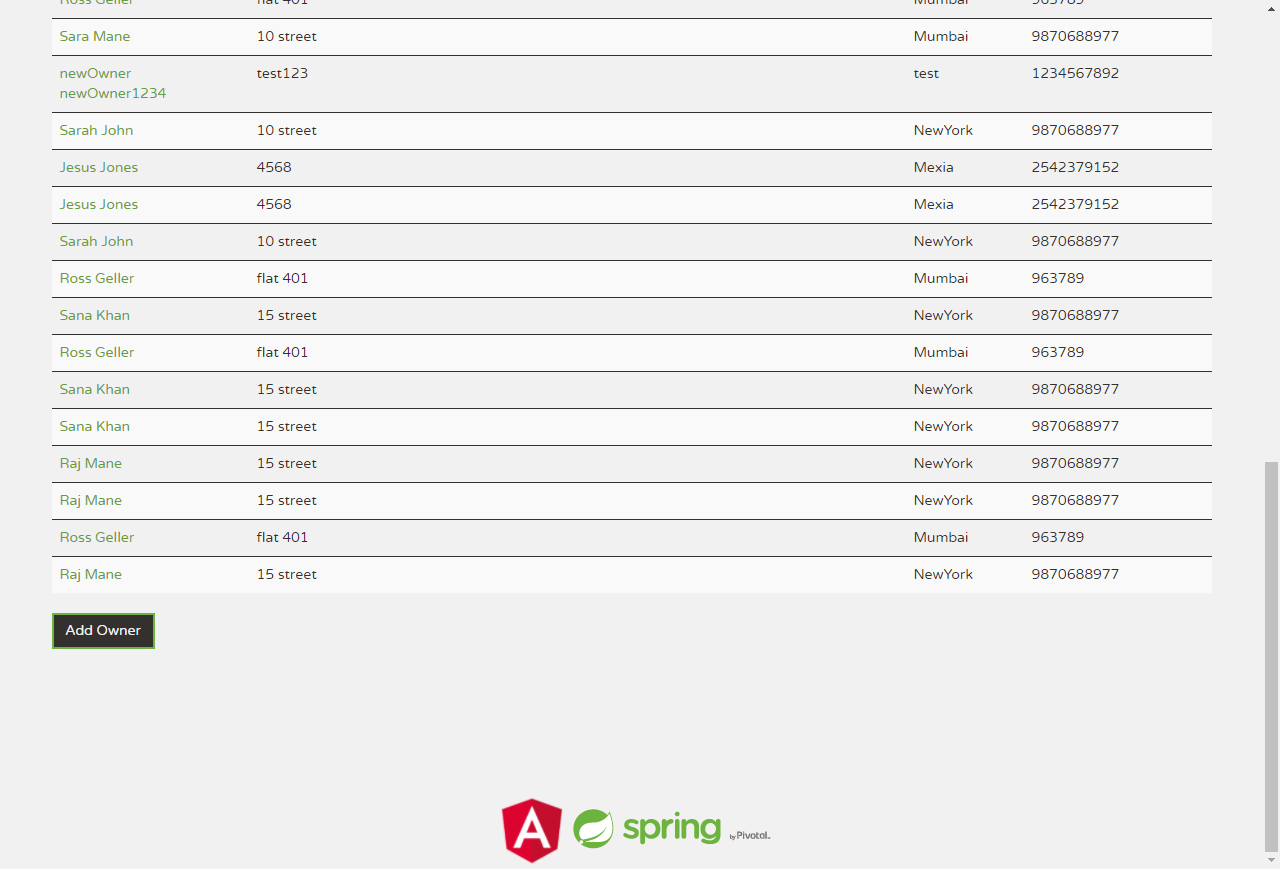 Ross Geller flat 401 Mumbai 963789
Sara Mane 10 street Mumbai 9870688977
newOwner test123 test 1234567892
newOwner1234
Sarah John 10 street NewYork 9870688977
Jesus Jones 4568 Mexia 2542379152
Jesus Jones 4568 Mexia 2542379152
Sarah John 10 street NewYork 9870688977
Ross Geller flat 401 Mumbai 963789
Sana Khan 15 street NewYork 9870688977
Ross Geller flat 401 Mumbai 963789
Sana Khan 15 street NewYork 9870688977
Sana Khan 15 street NewYork 9870688977
Raj Mane 15 street NewYork 9870688977
Raj Mane 15 street NewYork 9870688977
Ross Geller flat 401 Mumbai 963789
Raj Mane 15 street NewYork 9870688977
Add Owner
A spring by Pivotal.